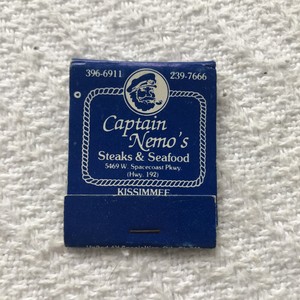 396-6911 239-7666
Captain
Nemo's
Steaks & Seafood
5469 W. Spacecoast Pkwy.
(Hwy. 192)
KISSIMMEE